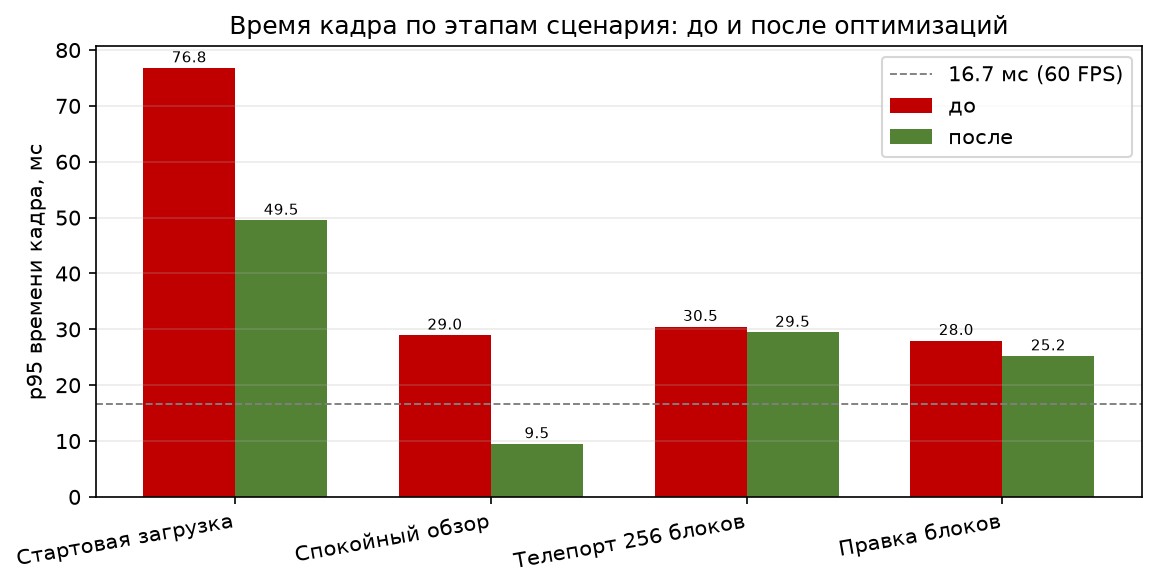 Время кадра по этапам сценария: до и после оптимизаций
p95 времени кадра, мс
80
70
60
50
40
30
20
10
0
76.8
49.5
29.0
9.5
30.5
29.5
28.0
25.2
16.7 мс (60 FPS)
до
после
Стартовая загрузка
Спокойный обзор
Телепорт 256 блоков
Правка блоков